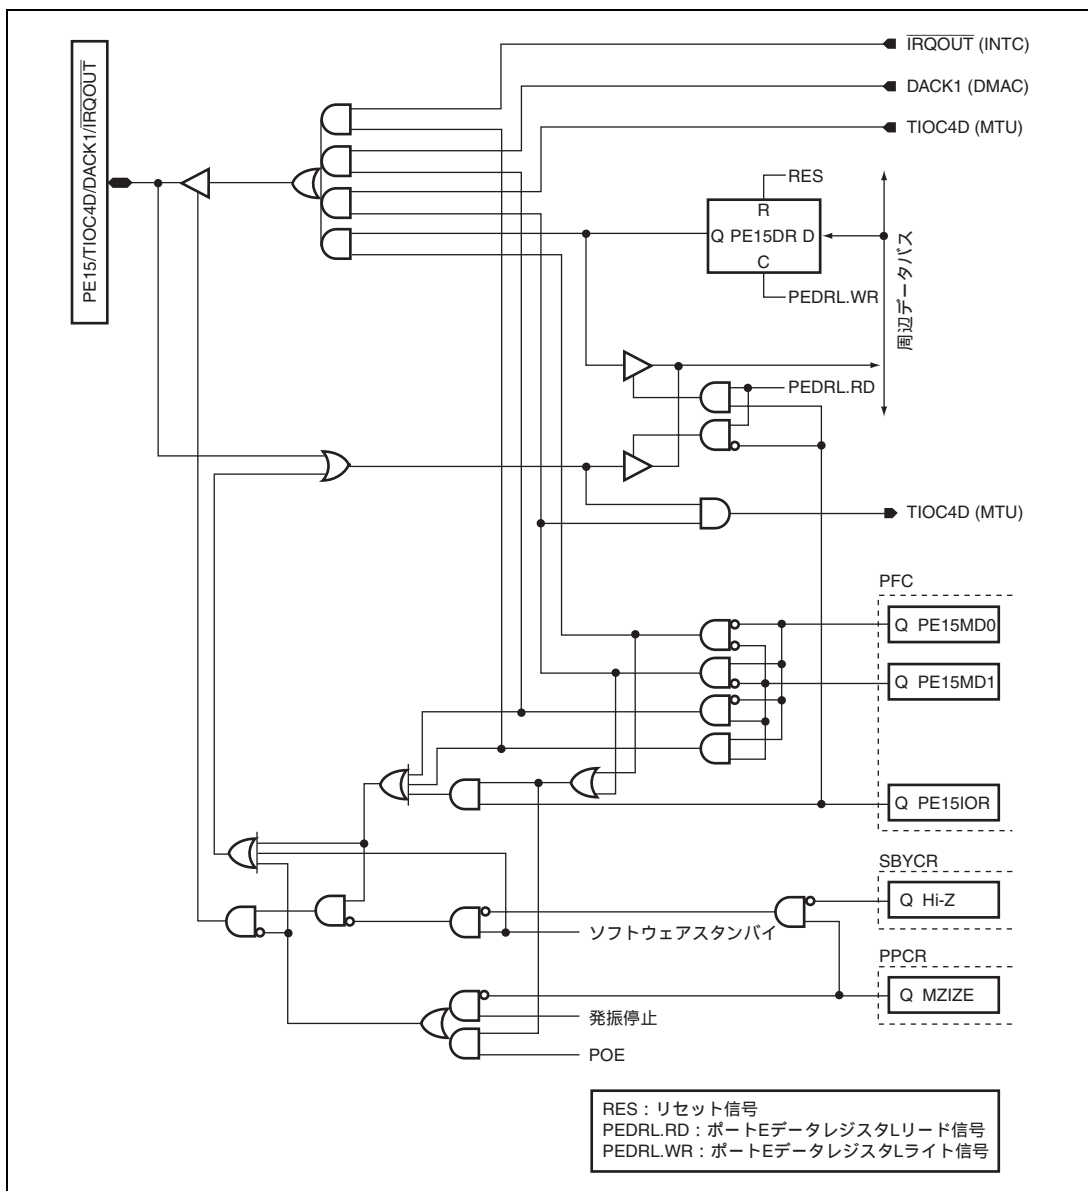 PE15/TIOC4D/DACK1/IRQOUT
IRQOUT (INTC)
DACK1 (DMAC)
TIOC4D (MTU)
RES
R
Q PE15DR D
C
PEDRL.WR
周辺データバス
PEDRL.RD
TIOC4D (MTU)
PFC
Q PE15MD0
Q PE15MD1
Q PE15IOR
SBYCR
Q Hi-Z
ソフトウェアスタンバイ
PPCR
Q MZIZE
発振停止
POE
RES : リセット信号
PEDRL.RD : ポートEデータレジスタLリード信号
PEDRL.WR : ポートEデータレジスタLライト信号